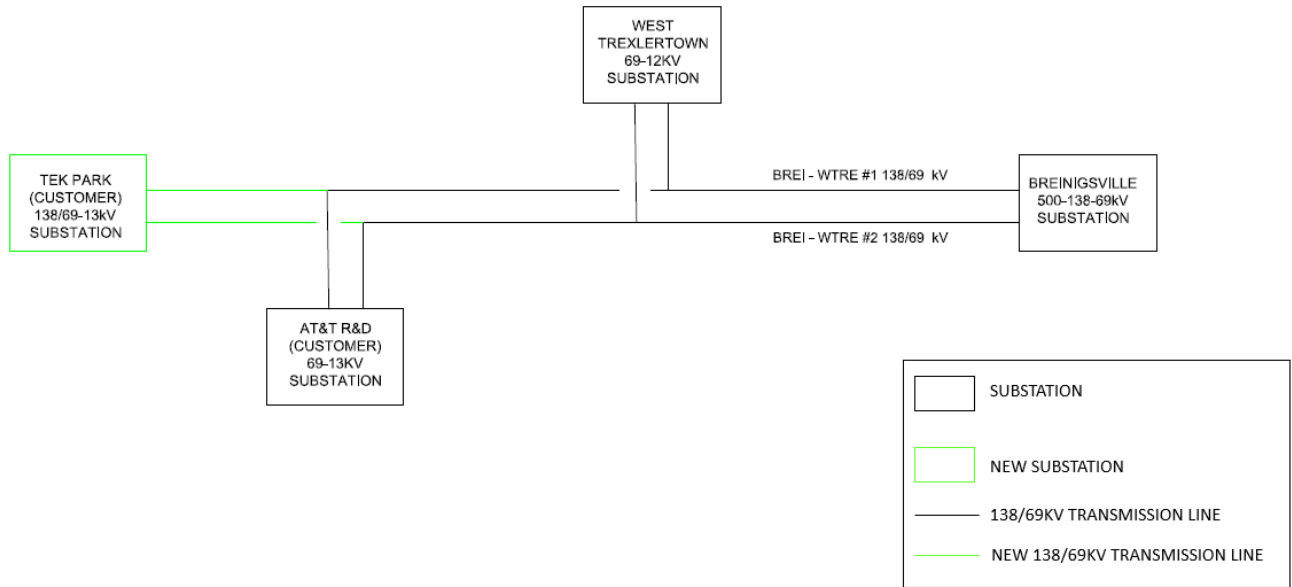 WEST
TREXLERTOWN
69-12KV
SUBSTATION
TEK PARK
(CUSTOMER)
138/69-13kV
SUBSTATION
BREI - WTRE #1 138/69 kV
BREI - WTRE #2 138/69 kV
BREINIGSVILLE
500-138-69kV
SUBSTATION
AT&T R&D
(CUSTOMER)
69-13KV
SUBSTATION
SUBSTATION
NEW SUBSTATION
138/69KV TRANSMISSION LINE
NEW 138/69KV TRANSMISSION LINE